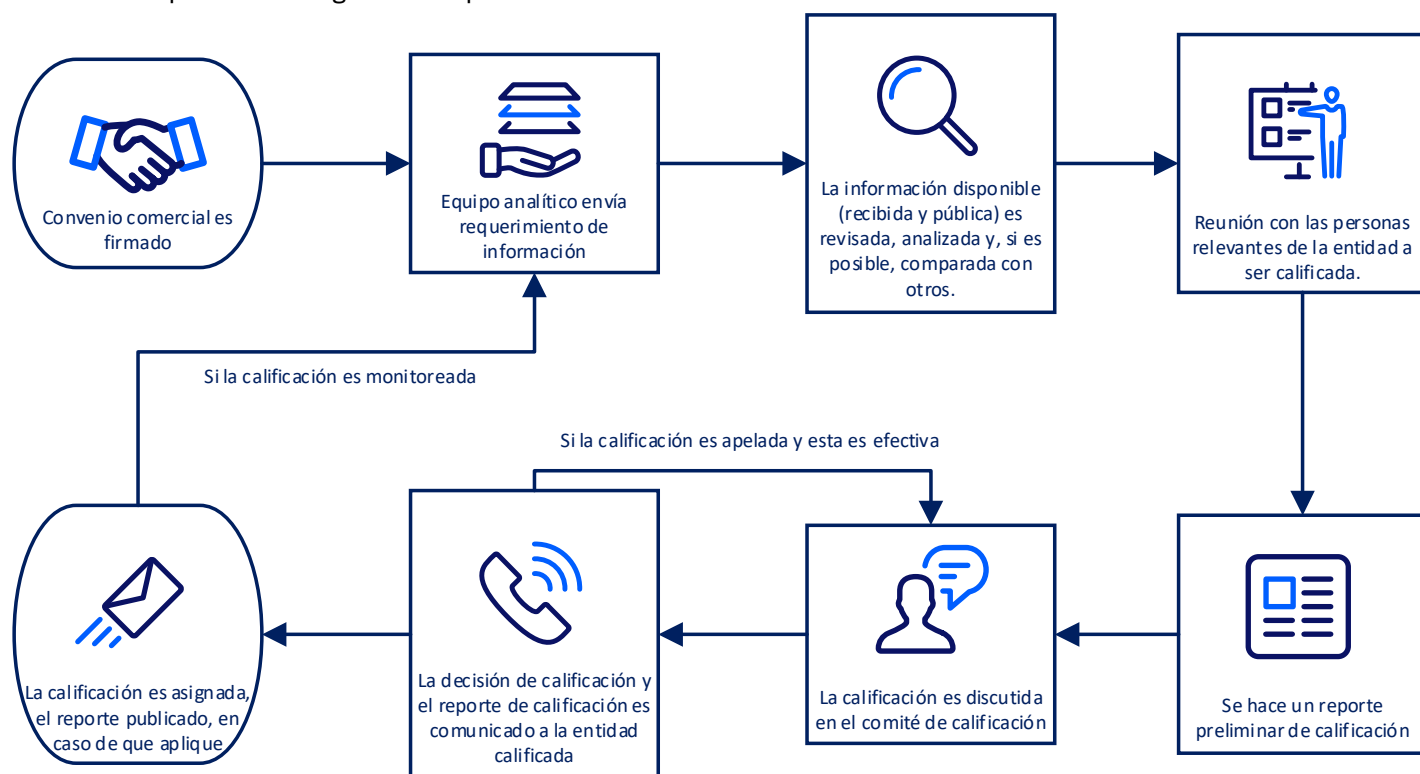 Convenio comercial es
firmado
Equipo analítico envía
requerimiento de
información
La información disponible
(recibida y pública) es
revisada, analizada y, si es
posible, comparada con
otros.
Reunión con las personas
relevantes de la entidad a
ser calificada.
Si la calificación es monitoreada
Si la calificación es apelada y esta es efectiva
La calificación es asignada,
el reporte publicado, en
caso de que aplique
La decisión de calificación y
el reporte de calificación es
comunicado a la entidad
calificada
La calificación es discutida
en el comité de calificación
Se hace un reporte
preliminar de calificación